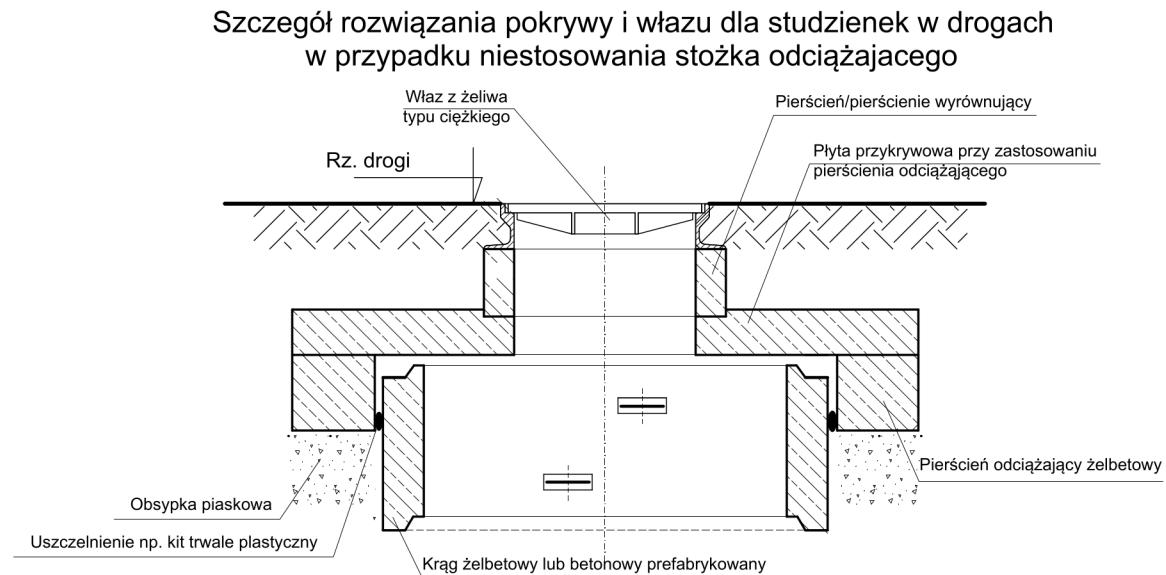 Szczegół rozwiązania pokrywy i włazu dla studzienek w drogach
w przypadku niestosowania stożka odciążajacego
Właz z żeliwa
typu ciężkiego
Pierścień/pierścienie wyrównujący
Rz. drogi
Płyta przykrywowa przy zastosowaniu
pierścienia odciążąjącego
Pierścień odciążający żelbetowy
Obsypka piaskowa
Uszczelnienie np. kit trwale plastyczny
Krąg żelbetowy lub betonowy prefabrykowany